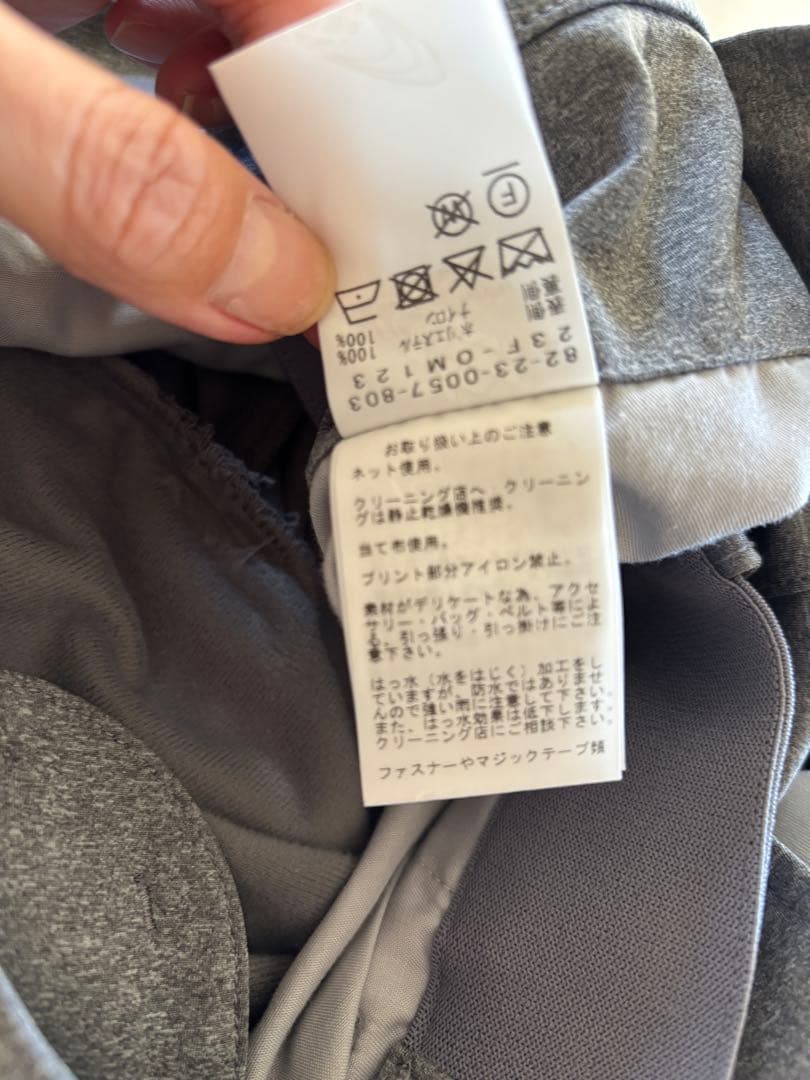 82-23-0057-803
23F-OM123
表側 ポリエステル 100%
裏側 ナイロン 100%
F
W
お取り扱い上のご注意
ネット使用。
クリーニング店へ クリーニン
グは静止乾燥
当て布使用。
プリント部分アイロン禁止。
素材がデリケートな為、アクセ
サリー・バッグ・ベルト等によ
る、引っ張り・引っ掛けにご注
意下さい。
はっ水（水をはじく）加工をし
ていますが、防水ではありませ
んので強い雨に注意して下さい。
また、はっ水効果は低下します。
クリーニング店にご相談下さい。
ファスナーやマジックテープ類